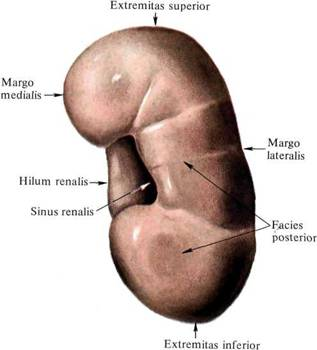 Extremitas superior
Margo
medialis
Margo
lateralis
Hilum renalis
Sinus renalis
Facies
posterior
Extremitas inferior